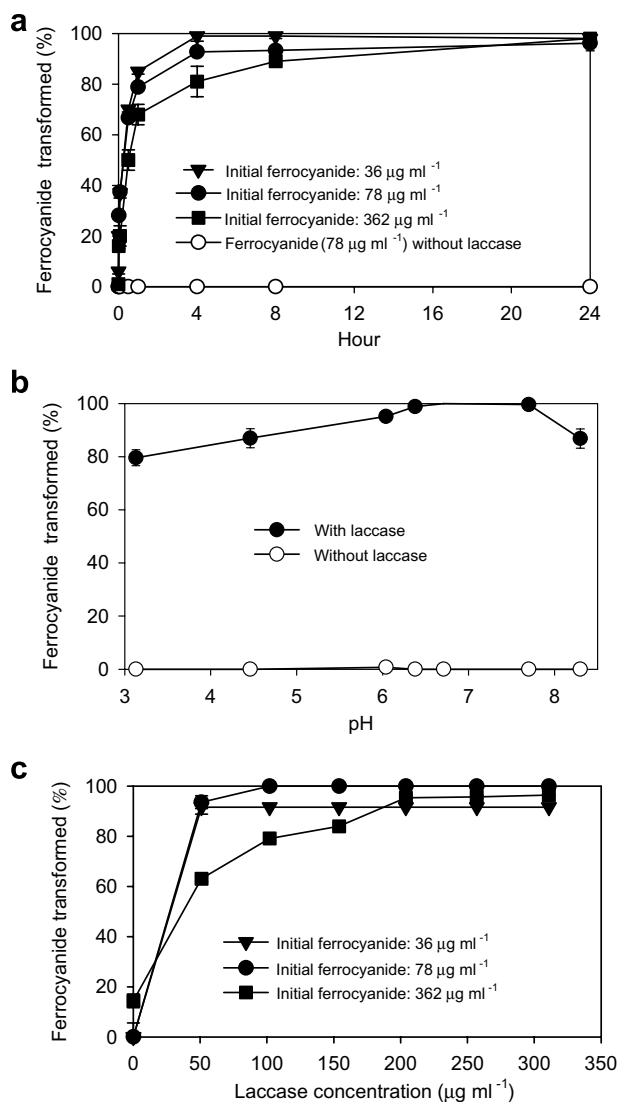 a
100
80
60
40
20
0
Ferrocyanide transformed (%)
Initial ferrocyanide: 36 μg ml⁻¹
Initial ferrocyanide: 78 μg ml⁻¹
Initial ferrocyanide: 362 μg ml⁻¹
Ferrocyanide (78 μg ml⁻¹) without laccase
0 4 8 12 16 20 24
Hour
b
100
80
60
40
20
0
Ferrocyanide transformed (%)
With laccase
Without laccase
3 4 5 6 7 8
pH
c
100
80
60
40
20
0
Ferrocyanide transformed (%)
Initial ferrocyanide: 36 μg ml⁻¹
Initial ferrocyanide: 78 μg ml⁻¹
Initial ferrocyanide: 362 μg ml⁻¹
0 50 100 150 200 250 300 350
Laccase concentration (μg ml⁻¹)